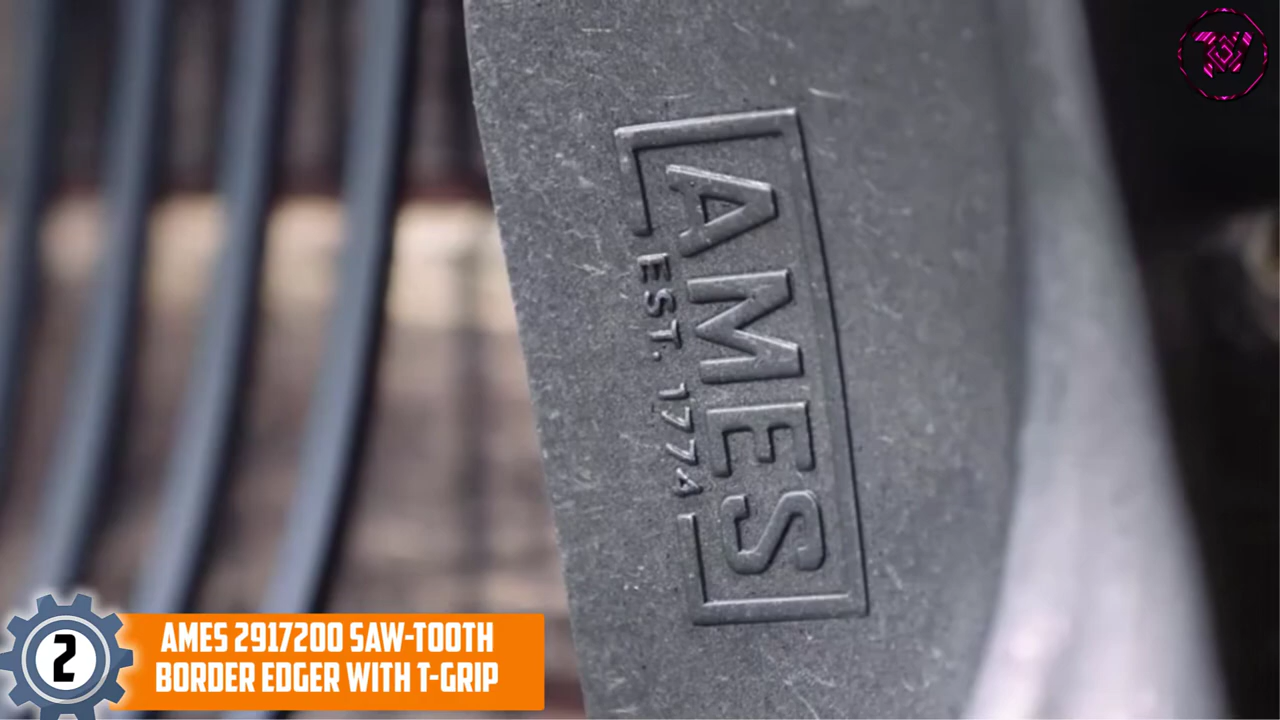 AMES
EST. 1774
2
AMES 2917200 SAW-TOOTH
BORDER EDGER WITH T-GRIP